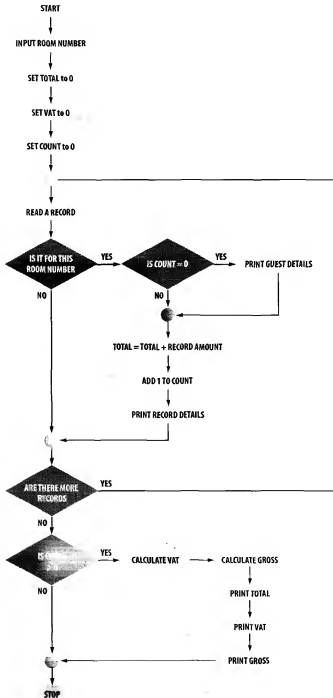 START
INPUT ROOM NUMBER
SET TOTAL to 0
SET VAT to 0
SET COUNT to 0
READ A RECORD
IS IT FOR THIS
ROOM NUMBER
YES
IS COUNT = 0
YES
PRINT GUEST DETAILS
NO
NO
TOTAL = TOTAL + RECORD AMOUNT
ADD 1 TO COUNT
PRINT RECORD DETAILS
ARE THERE MORE
RECORDS
YES
NO
IS
YES
CALCULATE VAT
CALCULATE GROSS
NO
PRINT TOTAL
PRINT VAT
PRINT GROSS
STOP